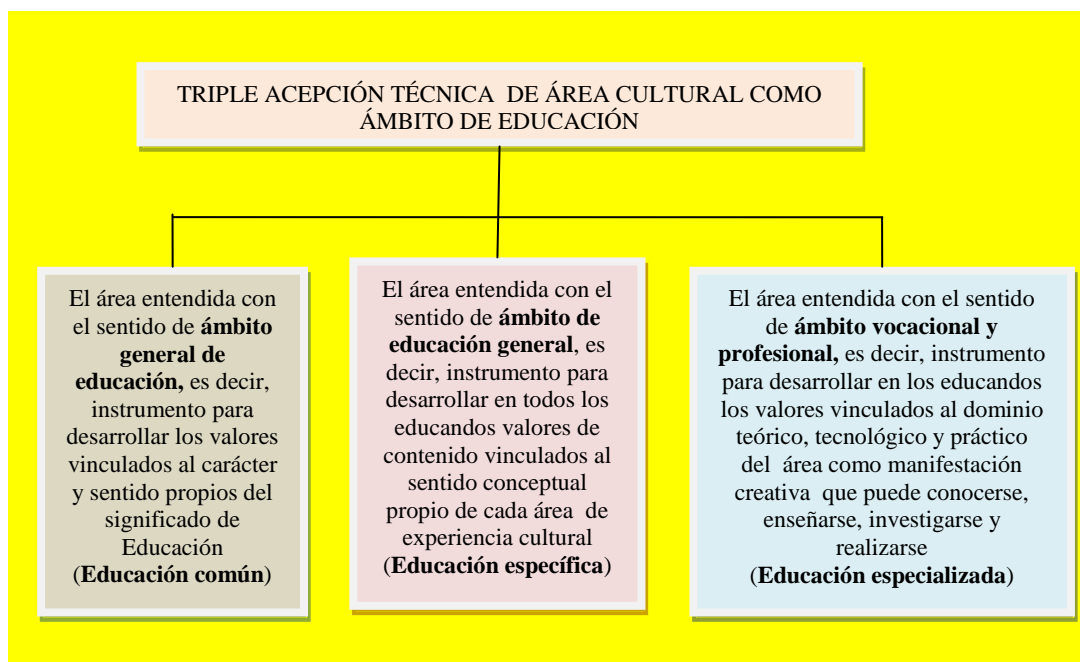 TRIPLE ACEPCIÓN TÉCNICA DE ÁREA CULTURAL COMO
ÁMBITO DE EDUCACIÓN
El área entendida con
el sentido de ámbito
general de
educación, es decir,
instrumento para
desarrollar los valores
vinculados al carácter
y sentido propios del
significado de
Educación
(Educación común)
El área entendida con el
sentido de ámbito de
educación general, es
decir, instrumento para
desarrollar en todos los
educandos valores de
contenido vinculados al
sentido conceptual
propio de cada área de
experiencia cultural
(Educación específica)
El área entendida con el sentido
de ámbito vocacional y
profesional, es decir, instrumento
para desarrollar en los educandos
los valores vinculados al dominio
teórico, tecnológico y práctico
del área como manifestación
creativa que puede conocerse,
enseñarse, investigarse y
realizarse
(Educación especializada)